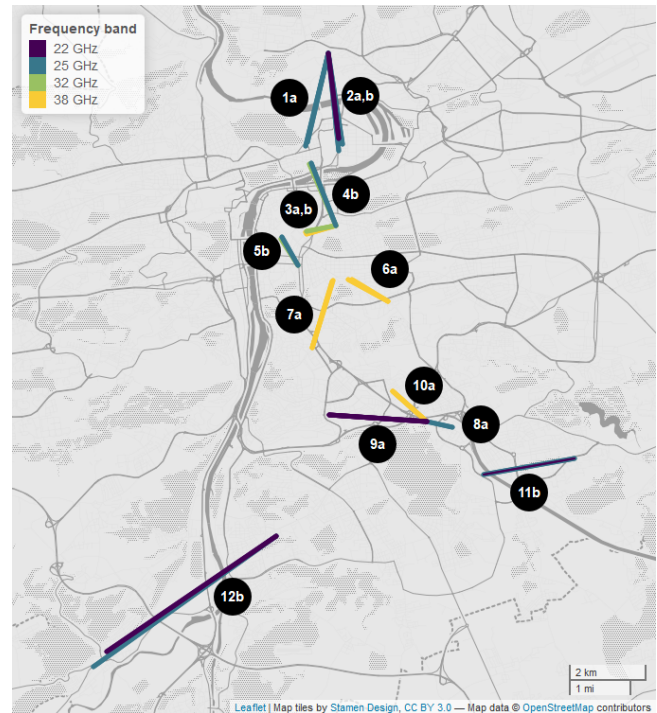 Frequency band
22 GHz
25 GHz
32 GHz
38 GHz
1a
2a,b
3a,b
4b
5b
6a
7a
10a
8a
9a
11b
12b
2 km
1 mi
Leaflet | Map tiles by Stamen Design, CC BY 3.0 — Map data © OpenStreetMap contributors